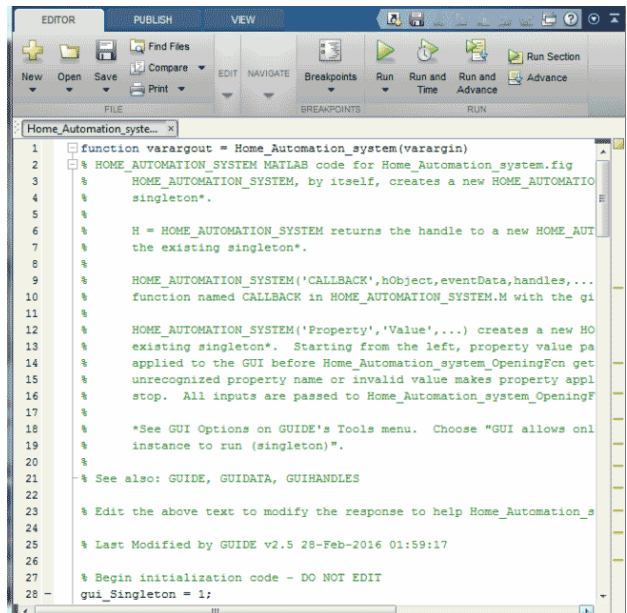 EDITOR PUBLISH VIEW
Find Files
Compare
Print
New Open Save
EDIT NAVIGATE
Breakpoints
Run Run and Time Run and Advance
Run Section
Advance
FILE BREAKPOINTS RUN
Home_Automation_syste... ×
1 function varargout = Home_Automation_system(varargin)
2 % HOME_AUTOMATION_SYSTEM MATLAB code for Home_Automation_system.fig
3 % HOME_AUTOMATION_SYSTEM, by itself, creates a new HOME_AUTOMATIO
4 % singleton*.
5 %
6 % H = HOME_AUTOMATION_SYSTEM returns the handle to a new HOME_AUT
7 % the existing singleton*.
8 %
9 % HOME_AUTOMATION_SYSTEM('CALLBACK',hObject,eventData,handles,...
10 % function named CALLBACK in HOME_AUTOMATION_SYSTEM.M with the gi
11 %
12 % HOME_AUTOMATION_SYSTEM('Property','Value',...) creates a new HO
13 % existing singleton*. Starting from the left, property value pa
14 % applied to the GUI before Home_Automation_system_OpeningFcn get
15 % unrecognized property name or invalid value makes property appl
16 % stop. All inputs are passed to Home_Automation_system_OpeningF
17 %
18 % *See GUI Options on GUIDE's Tools menu. Choose "GUI allows onl
19 % instance to run (singleton)".
20 %
21 % See also: GUIDE, GUIDATA, GUIHANDLES
22
23 % Edit the above text to modify the response to help Home_Automation_s
24
25 % Last Modified by GUIDE v2.5 28-Feb-2016 01:59:17
26
27 % Begin initialization code - DO NOT EDIT
28 – gui_Singleton = 1;